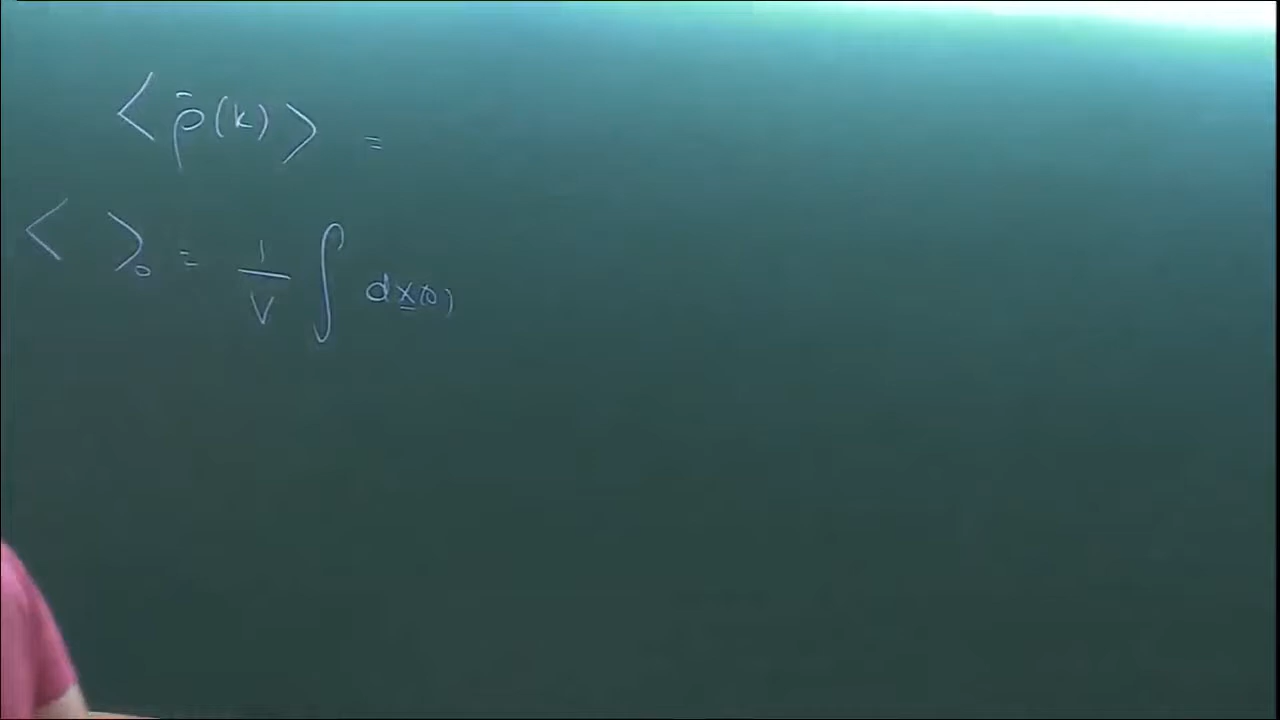 < ρ̄(k) > =
< >₀ = 1/V ∫ dx̲(0)